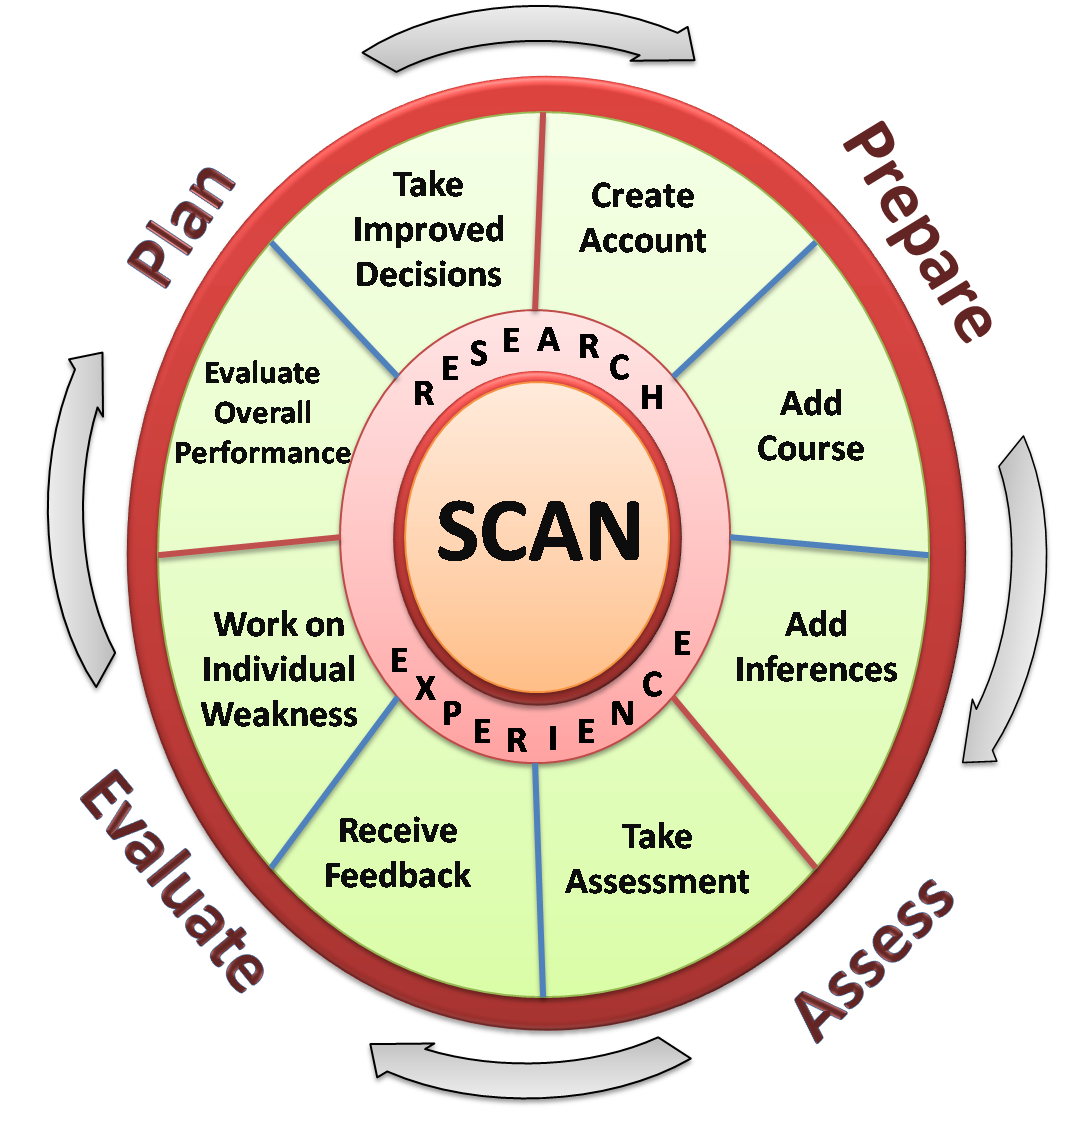 Plan
Prepare
Assess
Evaluate
Create
Account
Add
Course
Add
Inferences
Take
Assessment
Receive
Feedback
Work on
Individual
Weakness
Evaluate
Overall
Performance
Take
Improved
Decisions
RESEARCH
SCAN
EXPERIENCE